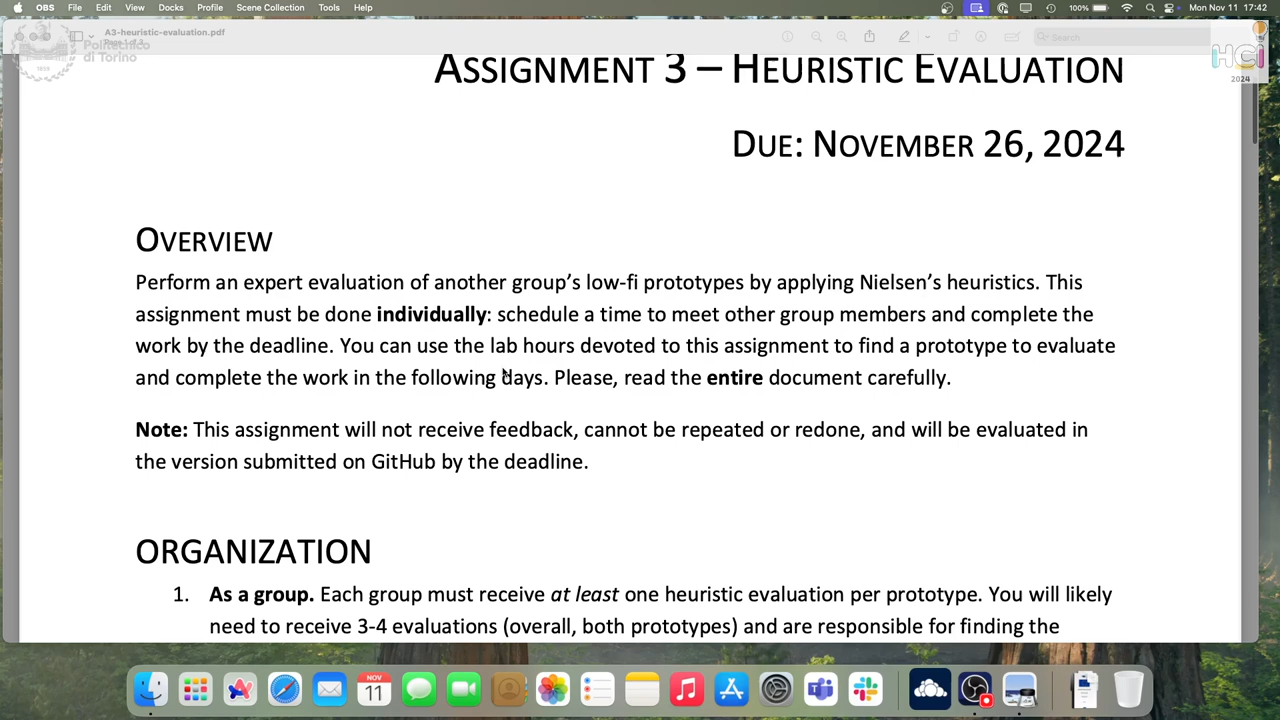 OBS File Edit View Docks Profile Scene Collection Tools Help 100% Mon Nov 11 17:42
A3-heuristic-evaluation.pdf
Search
Politecnico
di Torino
1859
HCI
2024
ASSIGNMENT 3 – HEURISTIC EVALUATION
DUE: NOVEMBER 26, 2024
OVERVIEW
Perform an expert evaluation of another group’s low-fi prototypes by applying Nielsen’s heuristics. This
assignment must be done individually: schedule a time to meet other group members and complete the
work by the deadline. You can use the lab hours devoted to this assignment to find a prototype to evaluate
and complete the work in the following days. Please, read the entire document carefully.
Note: This assignment will not receive feedback, cannot be repeated or redone, and will be evaluated in
the version submitted on GitHub by the deadline.
ORGANIZATION
1. As a group. Each group must receive at least one heuristic evaluation per prototype. You will likely
need to receive 3-4 evaluations (overall, both prototypes) and are responsible for finding the
NOV
11